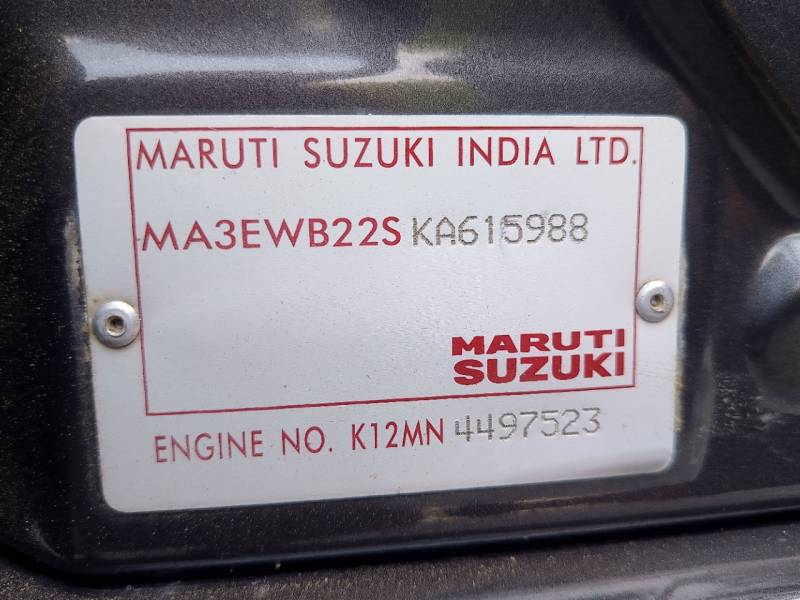 MARUTI SUZUKI INDIA LTD.
MA3EWB22S KA615988
MARUTI
SUZUKI
ENGINE NO. K12MN 4497523